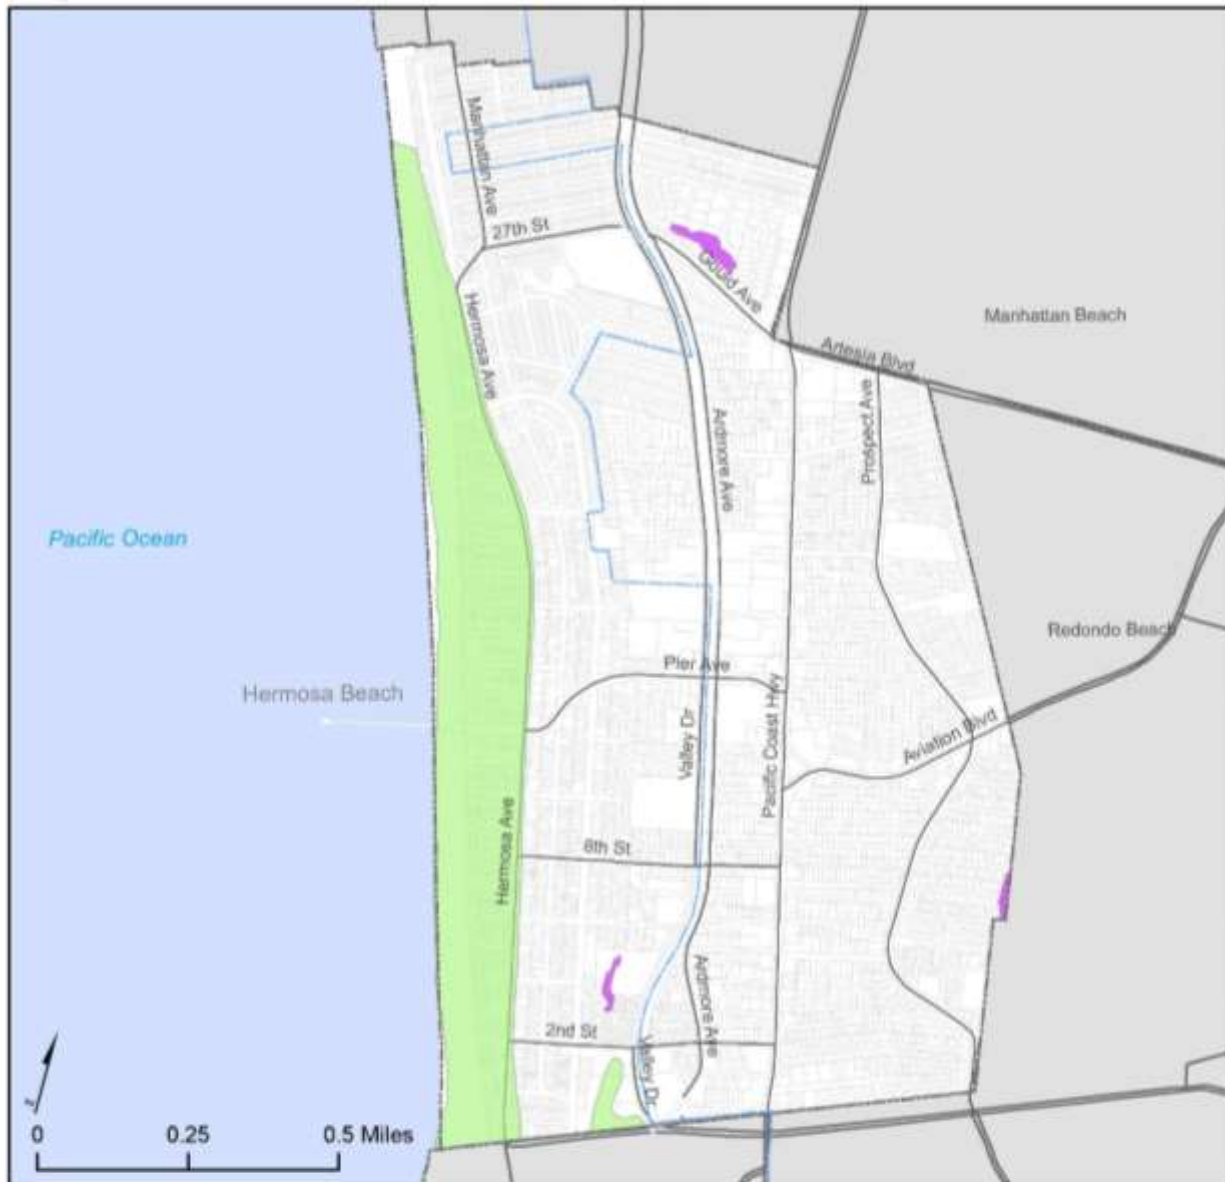 Manhattan Ave
27th St
Gould Ave
Hermosa Ave
Manhattan Beach
Artesia Blvd
Prospect Ave
Ardmore Ave
Pacific Ocean
Redondo Beach
Pier Ave
Hermosa Beach
Valley Dr
Pacific Coast Hwy
Aviation Blvd
Hermosa Ave
8th St
Ardmore Ave
2nd St
Valley Dr
z
0 0.25 0.5 Miles